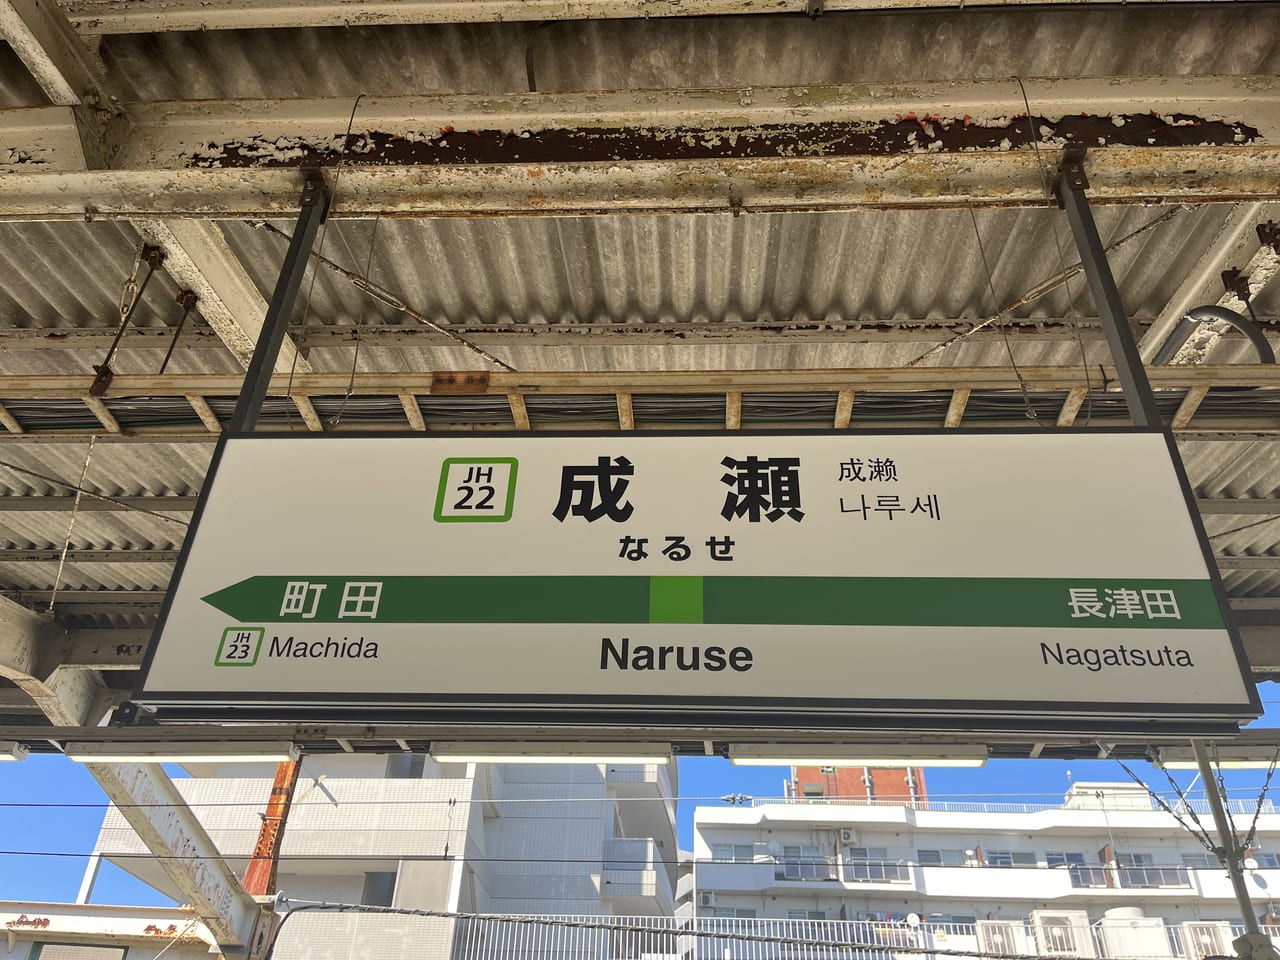 JH
22
成瀬
成濑
나루세
なるせ
町田
長津田
JH
23
Machida
Naruse
Nagatsuta